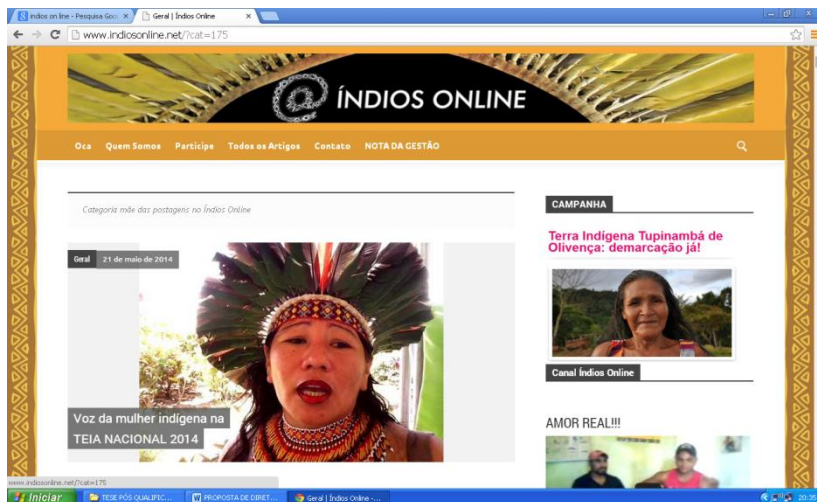 indios on line - Pesquisa Goo
Geral | Índios Online
www.indiosonline.net/?cat=175
ÍNDIOS ONLINE
Oca Quem Somos Participe Todos os Artigos Contato NOTA DA GESTÃO
Categoria mãe das postagens no Índios Online
Geral 21 de maio de 2014
Voz da mulher indígena na
TEIA NACIONAL 2014
CAMPANHA
Terra Indígena Tupinambá de
Olivença: demarcação já!
Canal Índios Online
AMOR REAL!!!
www.indiosonline.net/?cat=175
Iniciar TESE PÓS QUALIFIC... PROPOSTA DE DIRET... Geral | Índios Online -... 20:35